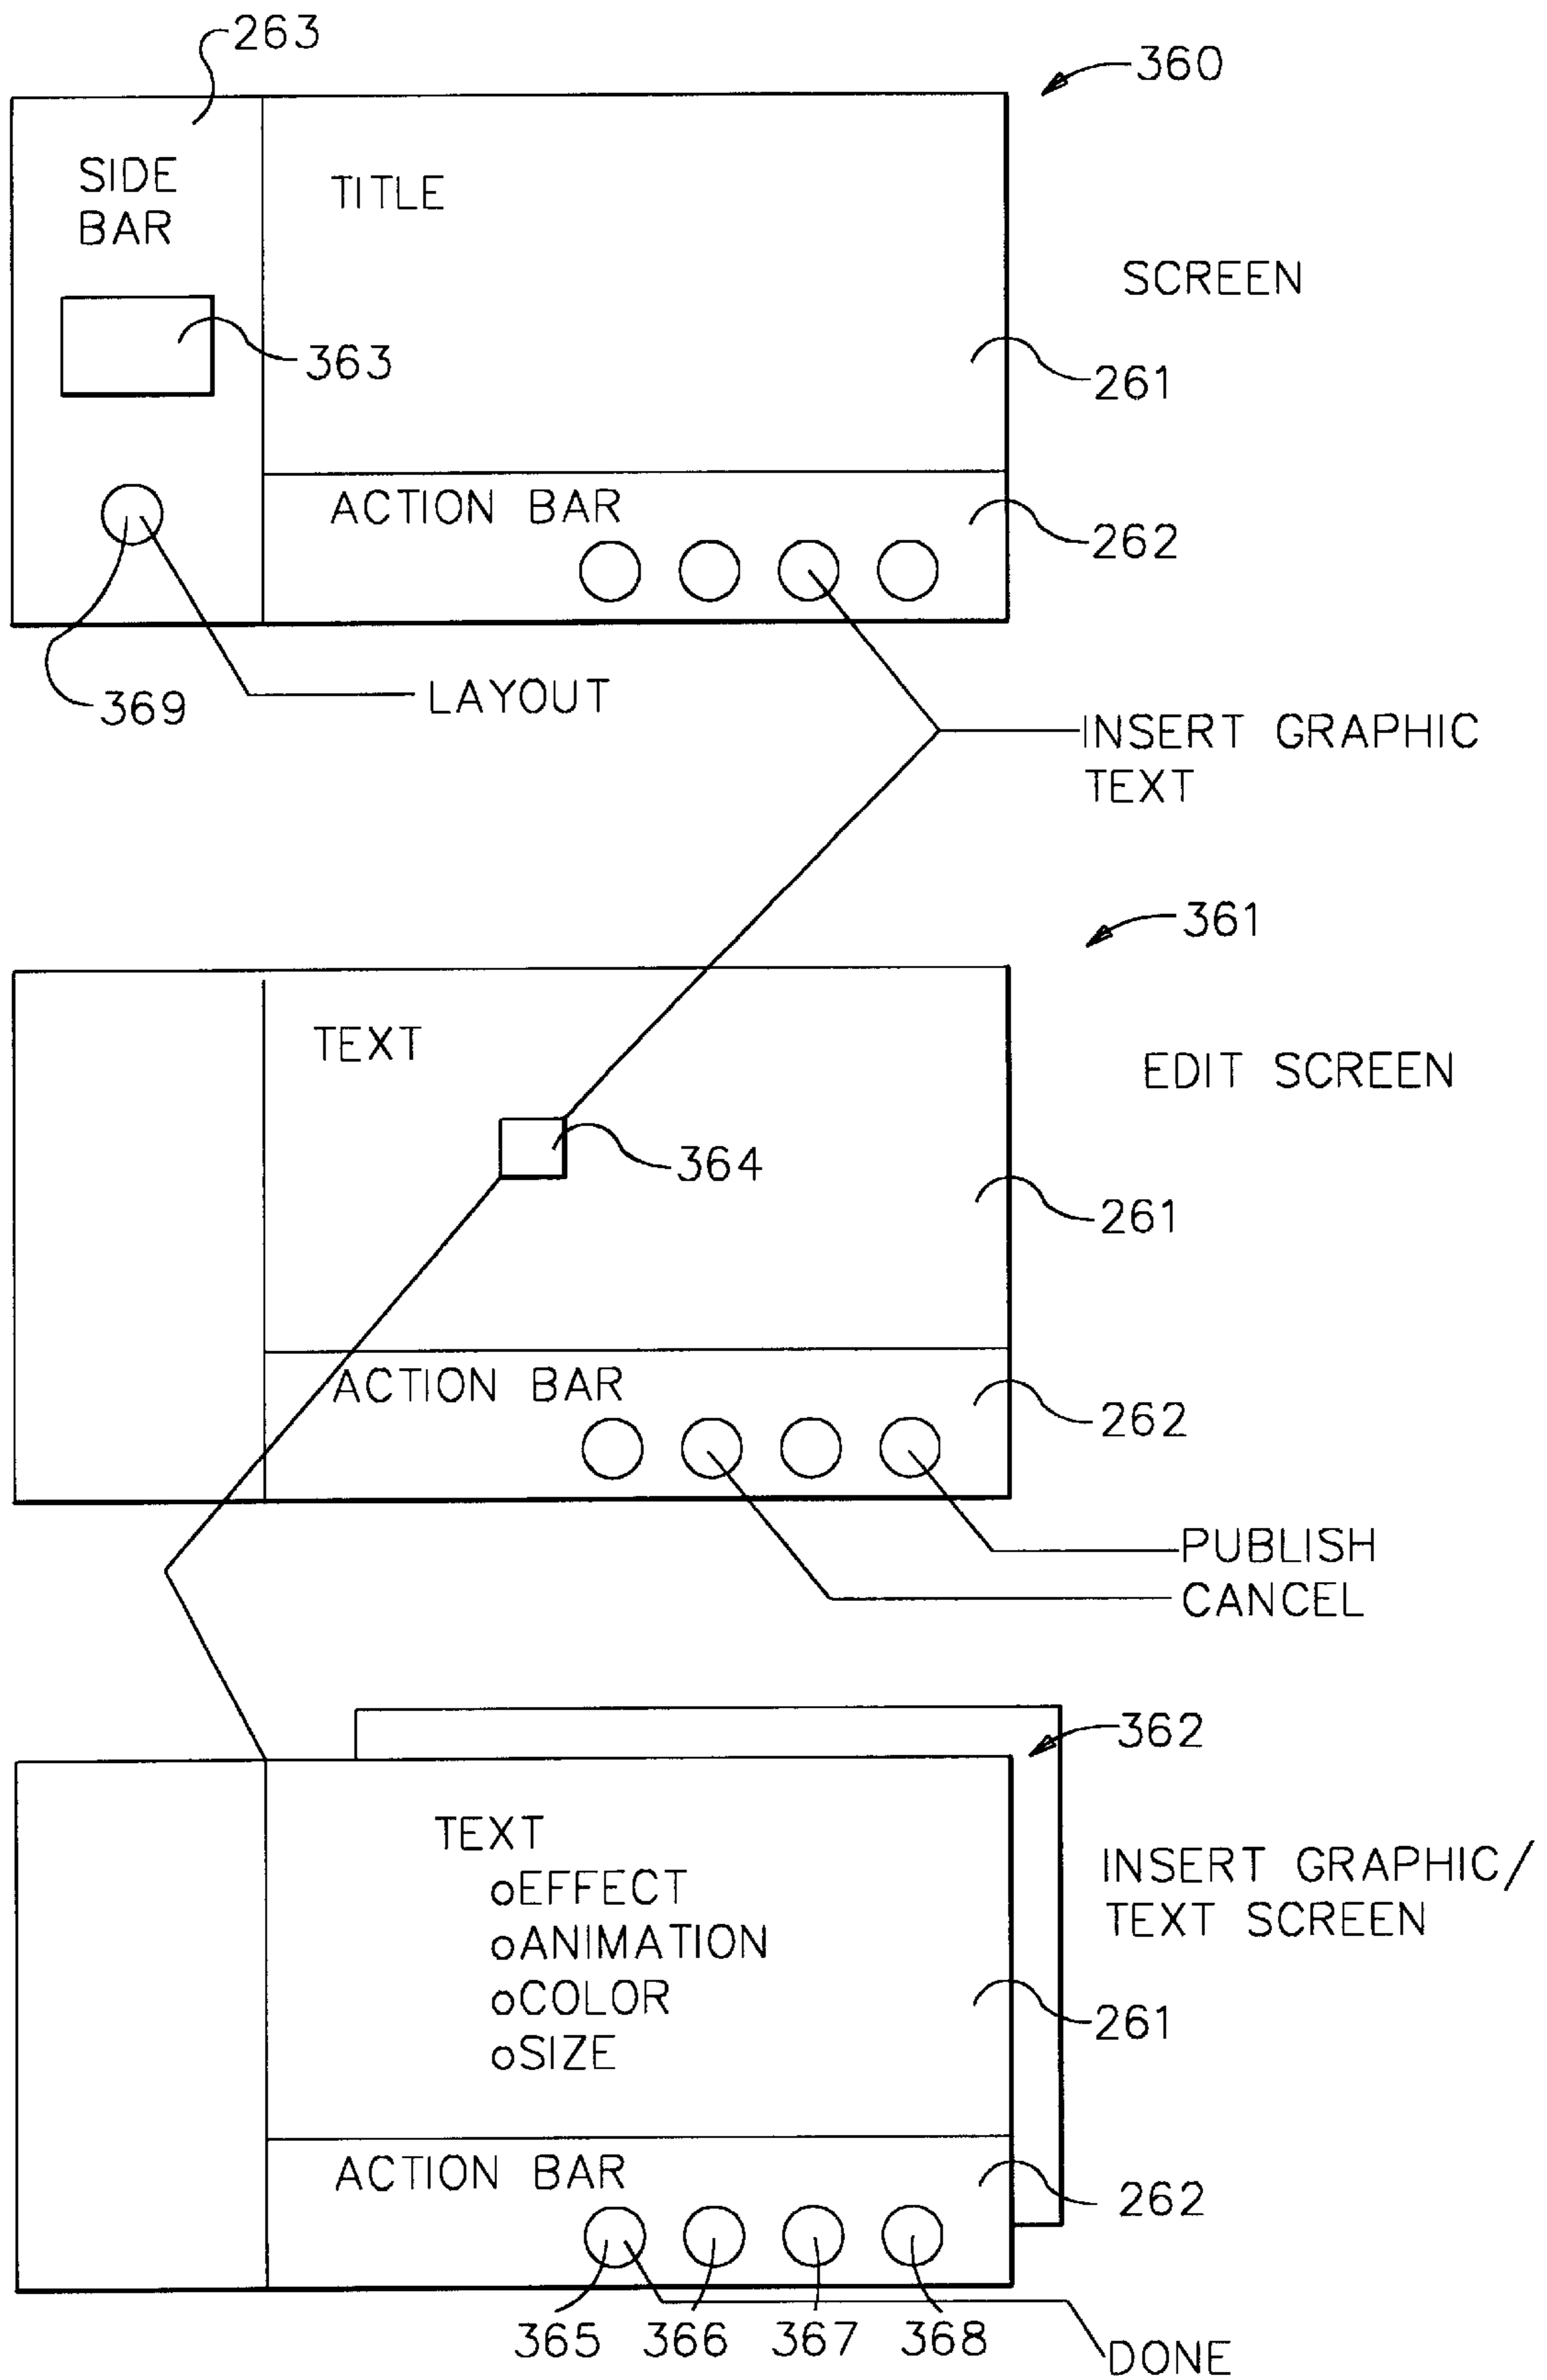 263
360
SIDE
BAR
TITLE
SCREEN
363
261
ACTION BAR
262
369
LAYOUT
INSERT GRAPHIC
TEXT
361
TEXT
EDIT SCREEN
364
261
ACTION BAR
262
PUBLISH
CANCEL
362
TEXT
oEFFECT
oANIMATION
oCOLOR
oSIZE
INSERT GRAPHIC/
TEXT SCREEN
261
ACTION BAR
262
365 366 367 368
DONE